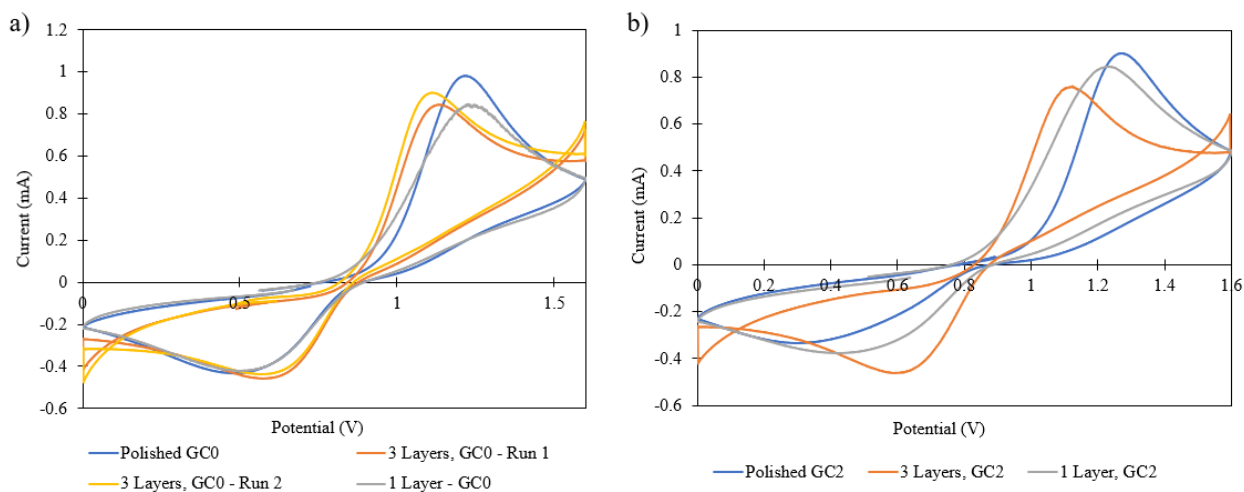 a)
1.2
1
0.8
0.6
0.4
0.2
0
-0.2
-0.4
-0.6
0 0.5 1 1.5
Current (mA)
Potential (V)
Polished GC0
3 Layers, GC0 - Run 1
3 Layers, GC0 - Run 2
1 Layer - GC0
b)
1
0.8
0.6
0.4
0.2
0
-0.2
-0.4
-0.6
0 0.2 0.4 0.6 0.8 1 1.2 1.4 1.6
Current (mA)
Potential (V)
Polished GC2
3 Layers, GC2
1 Layer, GC2